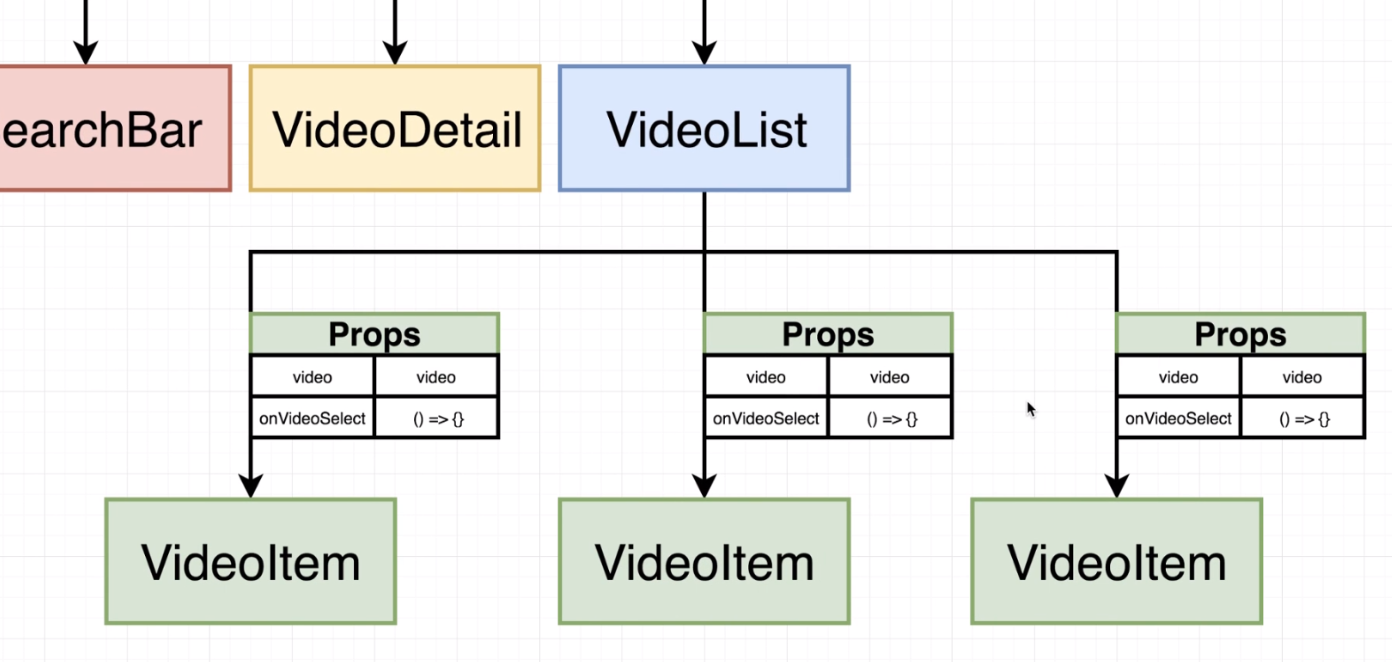 earchBar
VideoDetail
VideoList
Props
video video
onVideoSelect () => {}
Props
video video
onVideoSelect () => {}
Props
video video
onVideoSelect () => {}
VideoItem
VideoItem
VideoItem